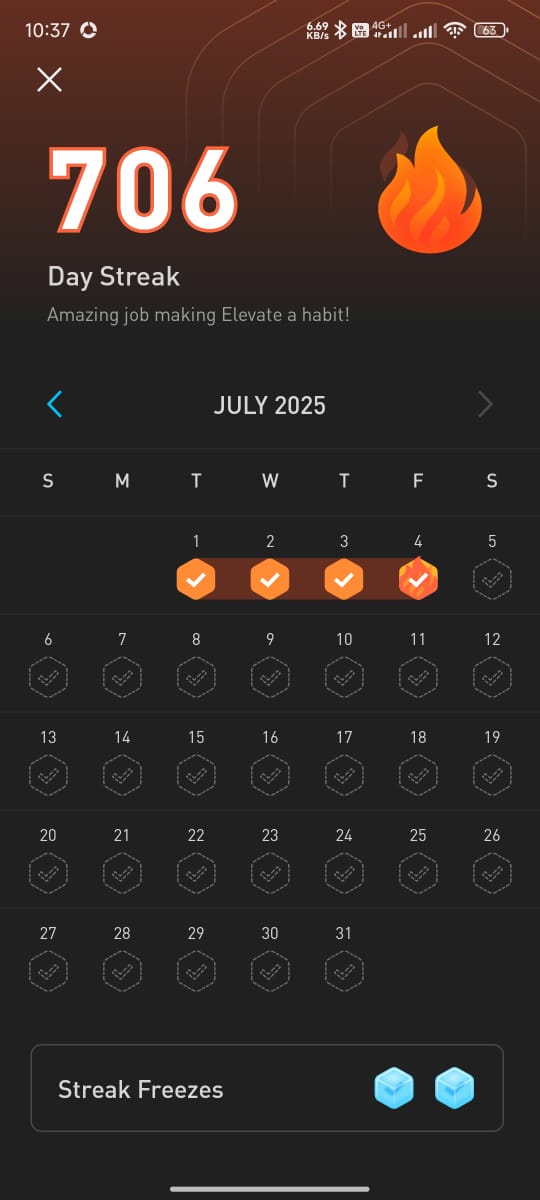 10:37 6.69 KB/s Vo LTE 4G+ 63
706
Day Streak
Amazing job making Elevate a habit!
JULY 2025
S M T W T F S
1 2 3 4 5
6 7 8 9 10 11 12
13 14 15 16 17 18 19
20 21 22 23 24 25 26
27 28 29 30 31
Streak Freezes